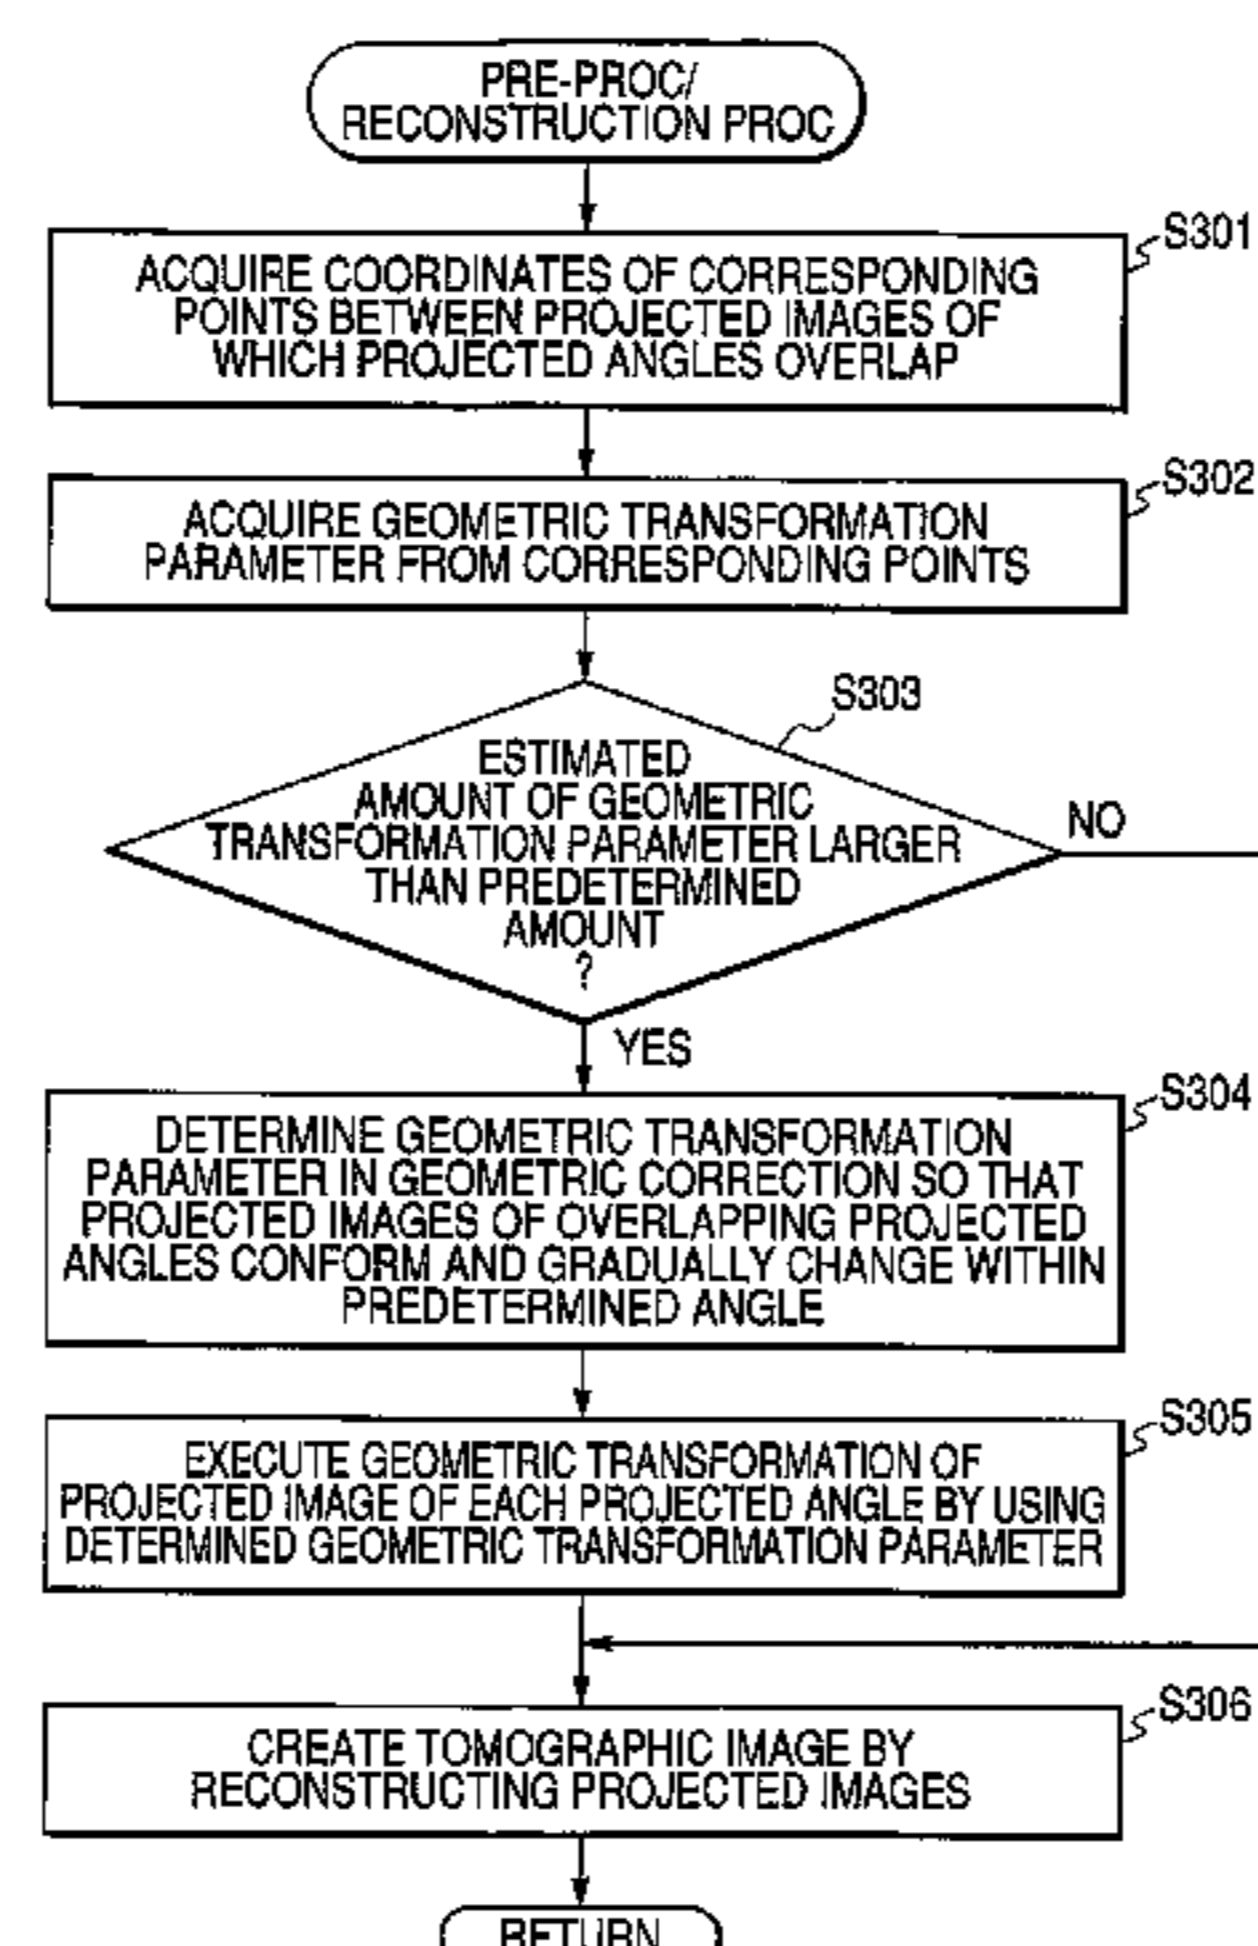 PRE-PROC/
RECONSTRUCTION PROC
S301
ACQUIRE COORDINATES OF CORRESPONDING
POINTS BETWEEN PROJECTED IMAGES OF
WHICH PROJECTED ANGLES OVERLAP
S302
ACQUIRE GEOMETRIC TRANSFORMATION
PARAMETER FROM CORRESPONDING POINTS
S303
ESTIMATED
AMOUNT OF GEOMETRIC
TRANSFORMATION PARAMETER LARGER
THAN PREDETERMINED
AMOUNT
?
NO
YES
S304
DETERMINE GEOMETRIC TRANSFORMATION
PARAMETER IN GEOMETRIC CORRECTION SO THAT
PROJECTED IMAGES OF OVERLAPPING PROJECTED
ANGLES CONFORM AND GRADUALLY CHANGE WITHIN
PREDETERMINED ANGLE
S305
EXECUTE GEOMETRIC TRANSFORMATION OF
PROJECTED IMAGE OF EACH PROJECTED ANGLE BY USING
DETERMINED GEOMETRIC TRANSFORMATION PARAMETER
S306
CREATE TOMOGRAPHIC IMAGE BY
RECONSTRUCTING PROJECTED IMAGES
RETURN